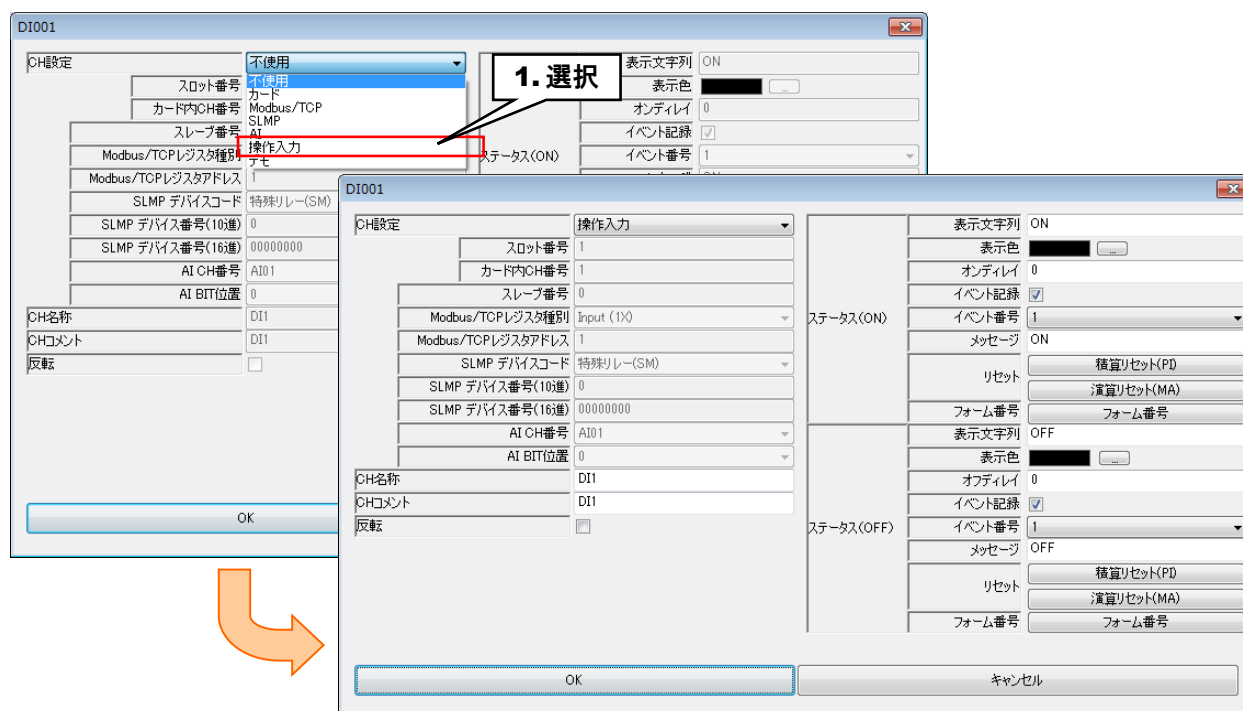 DI001
CH設定 不使用
不使用
カード
Modbus/TCP
SLMP
AI
操作入力
デモ
1. 選択
スロット番号
カード内CH番号
スレーブ番号
Modbus/TCPレジスタ種別
Modbus/TCPレジスタアドレス 1
SLMP デバイスコード 特殊リレー(SM)
SLMP デバイス番号(10進) 0
SLMP デバイス番号(16進) 00000000
AI CH番号 AI01
AI BIT位置 0
CH名称 DI1
CHコメント DI1
反転
ステータス(ON)
表示文字列 ON
表示色 ...
オンディレイ 0
イベント記録
イベント番号 1
OK
DI001
CH設定 操作入力
スロット番号 1
カード内CH番号 1
スレーブ番号 0
Modbus/TCPレジスタ種別 Input (1X)
Modbus/TCPレジスタアドレス 1
SLMP デバイスコード 特殊リレー(SM)
SLMP デバイス番号(10進) 0
SLMP デバイス番号(16進) 00000000
AI CH番号 AI01
AI BIT位置 0
CH名称 DI1
CHコメント DI1
反転
ステータス(ON)
表示文字列 ON
表示色 ...
オンディレイ 0
イベント記録
イベント番号 1
メッセージ ON
リセット 積算リセット(PI)
演算リセット(MA)
フォーム番号 フォーム番号
ステータス(OFF)
表示文字列 OFF
表示色 ...
オフディレイ 0
イベント記録
イベント番号 1
メッセージ OFF
リセット 積算リセット(PI)
演算リセット(MA)
フォーム番号 フォーム番号
OK キャンセル